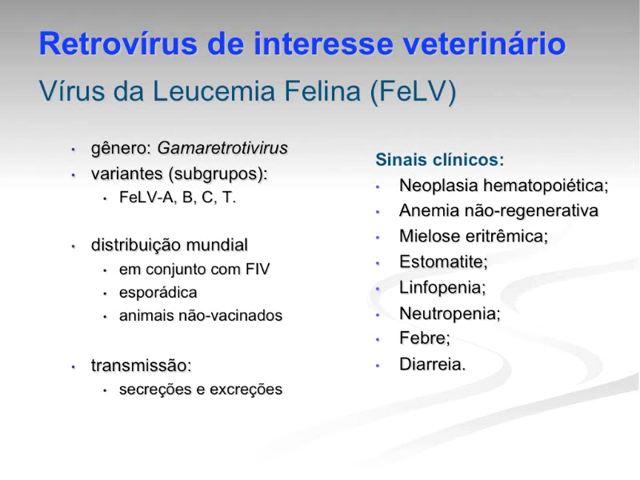 Retrovírus de interesse veterinário
Vírus da Leucemia Felina (FeLV)
• gênero: Gamaretrotivirus
• variantes (subgrupos):
• FeLV-A, B, C, T.
• distribuição mundial
• em conjunto com FIV
• esporádica
• animais não-vacinados
• transmissão:
• secreções e excreções
Sinais clínicos:
• Neoplasia hematopoiética;
• Anemia não-regenerativa
• Mielose eritrêmica;
• Estomatite;
• Linfopenia;
• Neutropenia;
• Febre;
• Diarreia.